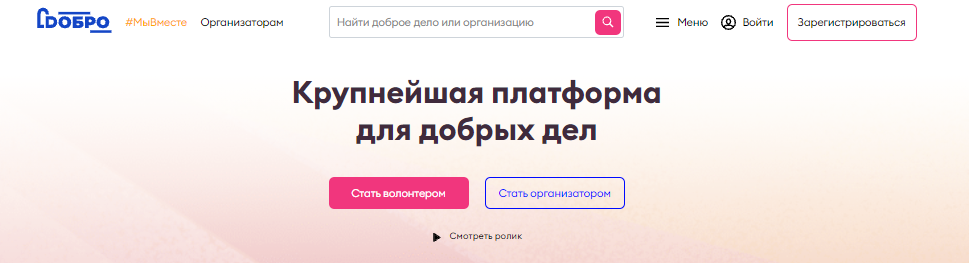 ДОБРО
#МыВместе
Организаторам
Найти доброе дело или организацию
Меню
Войти
Зарегистрироваться
Крупнейшая платформа
для добрых дел
Стать волонтером
Стать организатором
Смотреть ролик